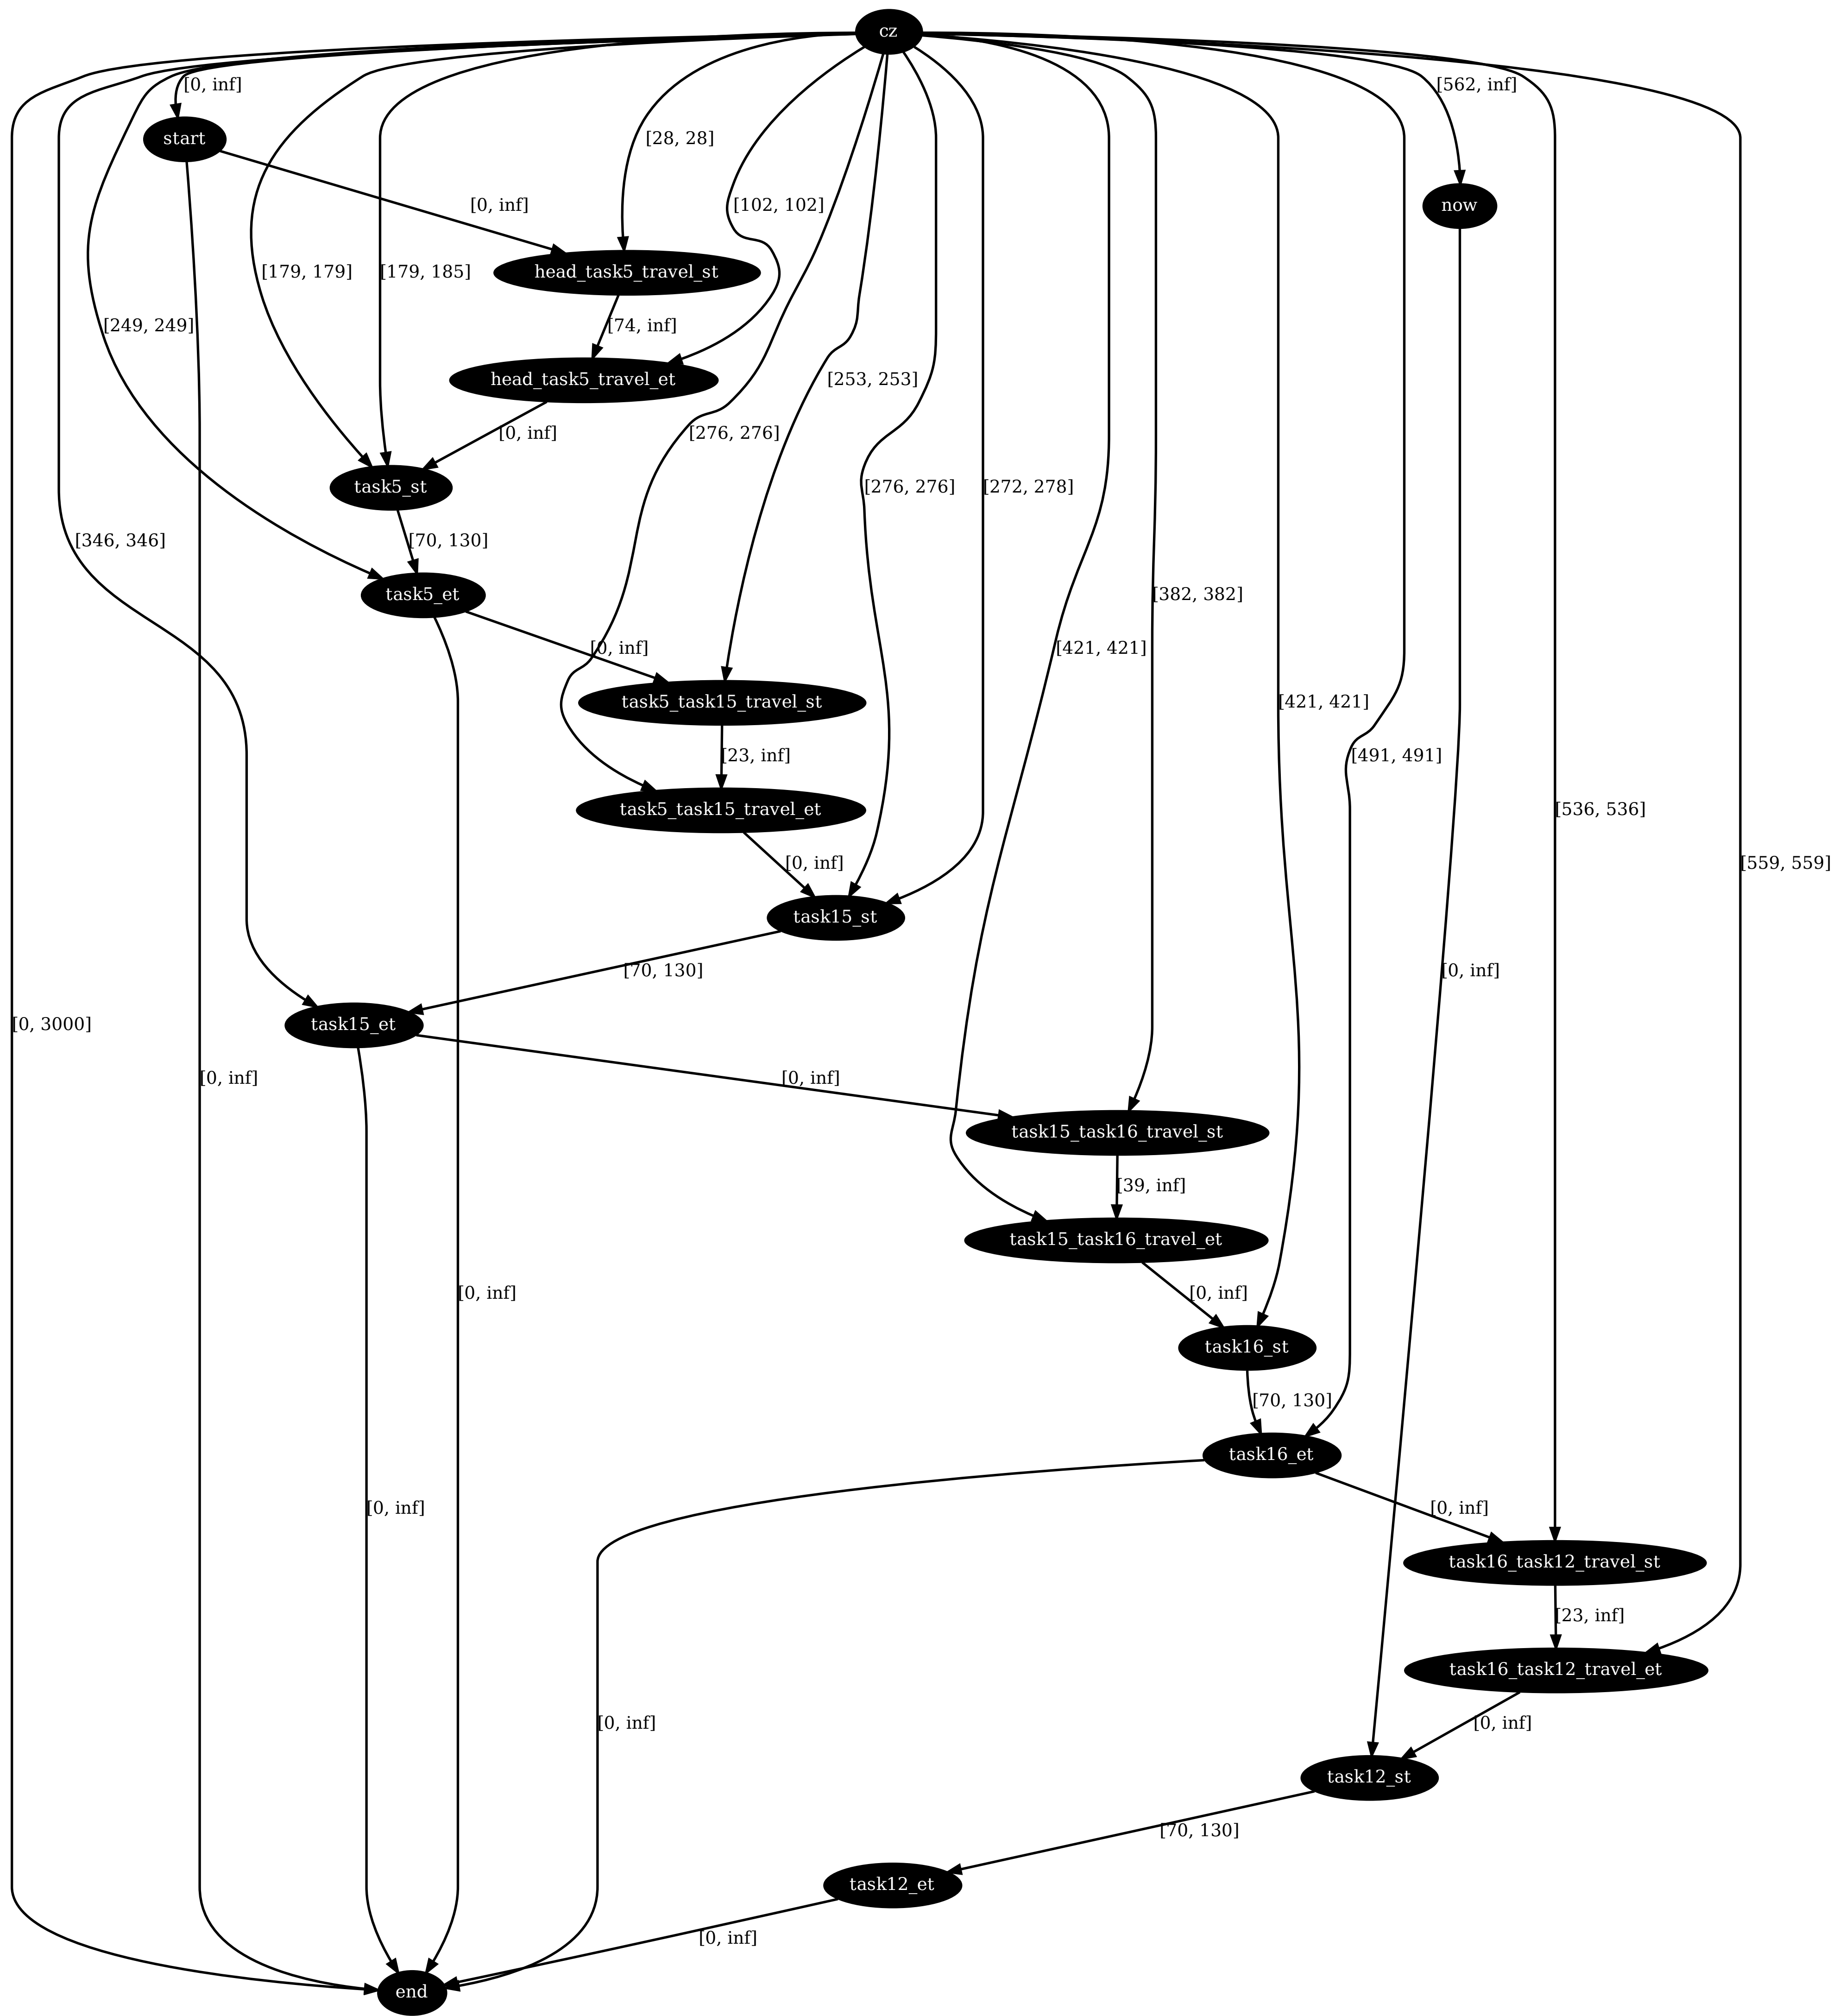 cz
[0, inf]
[562, inf]
start
[28, 28]
[0, inf]
[102, 102]
now
[179, 179]
[179, 185]
head_task5_travel_st
[249, 249]
[74, inf]
head_task5_travel_et
[253, 253]
[0, inf]
[276, 276]
task5_st
[276, 276]
[272, 278]
[346, 346]
[70, 130]
task5_et
[382, 382]
[0, inf]
[421, 421]
task5_task15_travel_st
[421, 421]
[23, inf]
[491, 491]
task5_task15_travel_et
[536, 536]
[0, inf]
[559, 559]
task15_st
[70, 130]
[0, inf]
task15_et
[0, 3000]
[0, inf]
[0, inf]
task15_task16_travel_st
[39, inf]
task15_task16_travel_et
[0, inf]
[0, inf]
task16_st
[70, 130]
task16_et
[0, inf]
[0, inf]
task16_task12_travel_st
[23, inf]
task16_task12_travel_et
[0, inf]
[0, inf]
task12_st
[70, 130]
task12_et
[0, inf]
end